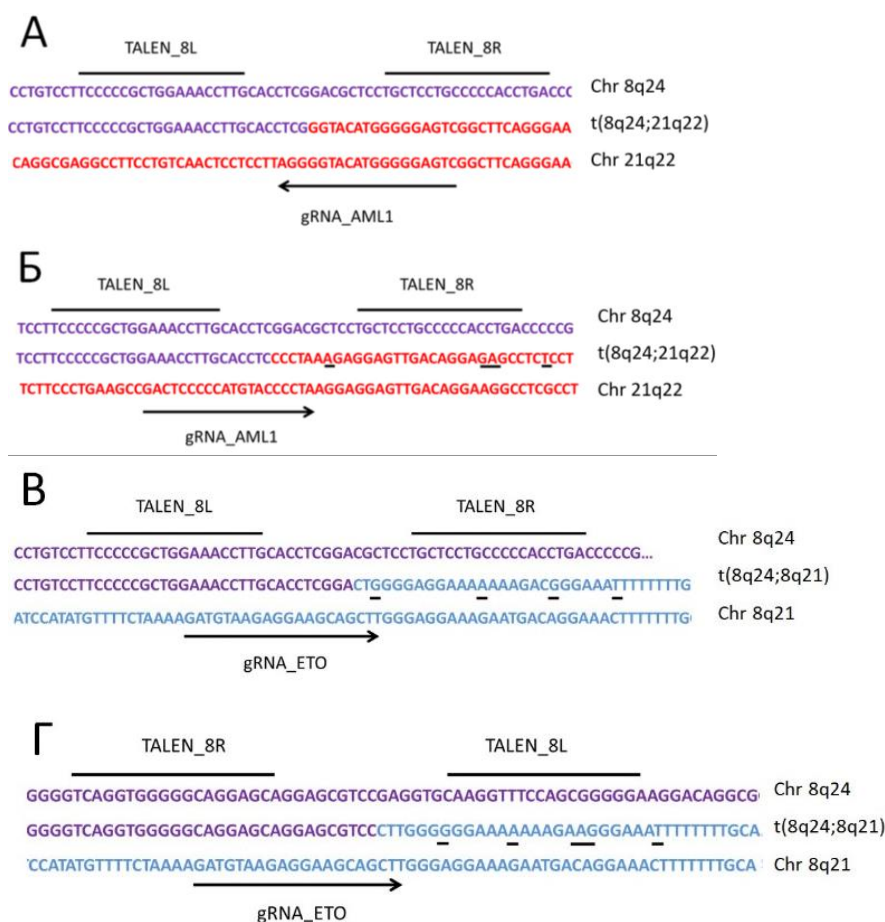 А
TALEN_8L TALEN_8R
CCTGTCCTTCCCCCGCTGGAAACCTTGCACCTCGGACGCTCCTGCTCCTGCCCCCACCTGACCC Chr 8q24
CCTGTCCTTCCCCCGCTGGAAACCTTGCACCTCGGGTACATGGGGGAGTCGGCTTCAGGGAA t(8q24;21q22)
CAGGCGAGGCCTTCCTGTCAACTCCTCCTTAGGGGTACATGGGGGAGTCGGCTTCAGGGAA Chr 21q22
gRNA_AML1
Б
TALEN_8L TALEN_8R
TCCTTCCCCCGCTGGAAACCTTGCACCTCGGACGCTCCTGCTCCTGCCCCCACCTGACCCCCG Chr 8q24
TCCTTCCCCCGCTGGAAACCTTGCACCTCCCCTAAAGAGGAGTTGACAGGAGAGCCTCTCCT t(8q24;21q22)
TCTTCCCTGAAGCCGACTCCCCCATGTACCCCTAAGGAGGAGTTGACAGGAAGGCCTCGCCT Chr 21q22
gRNA_AML1
В
TALEN_8L TALEN_8R
CCTGTCCTTCCCCCGCTGGAAACCTTGCACCTCGGACGCTCCTGCTCCTGCCCCCACCTGACCCCCG... Chr 8q24
CCTGTCCTTCCCCCGCTGGAAACCTTGCACCTCGGACTGGGGAGGAAAAAAAGACGGGAAATTTTTTTTG t(8q24;8q21)
ATCCATATGTTTTCTAAAAGATGTAAGAGGAAGCAGCTTGGGAGGAAAGAATGACAGGAAACTTTTTTTG Chr 8q21
gRNA_ETO
Г
TALEN_8R TALEN_8L
GGGGTCAGGTGGGGGCAGGAGCAGGAGCGTCCGAGGTGCAAGGTTTCCAGCGGGGGAAGGACAGGCG Chr 8q24
GGGGTCAGGTGGGGGCAGGAGCAGGAGCGTCCCTTGGGGGGAAAAAAAGAAGGGAAATTTTTTTTGCA t(8q24;8q21)
CCATATGTTTTCTAAAAGATGTAAGAGGAAGCAGCTTGGGAGGAAAGAATGACAGGAAACTTTTTTTGCA Chr 8q21
gRNA_ETO